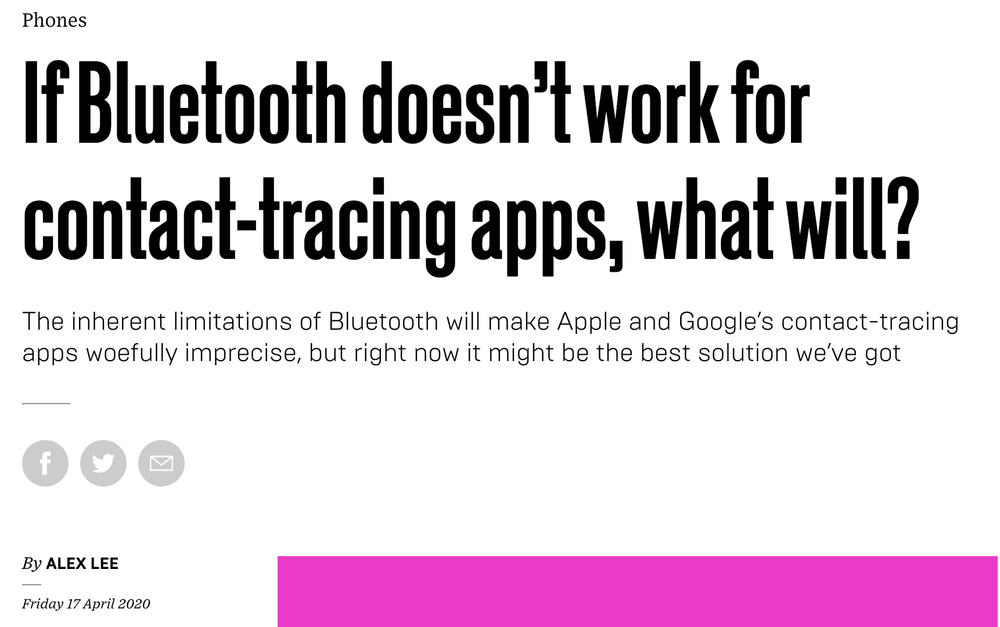 Phones
If Bluetooth doesn’t work for
contact-tracing apps, what will?
The inherent limitations of Bluetooth will make Apple and Google’s contact-tracing
apps woefully imprecise, but right now it might be the best solution we’ve got
By ALEX LEE
Friday 17 April 2020